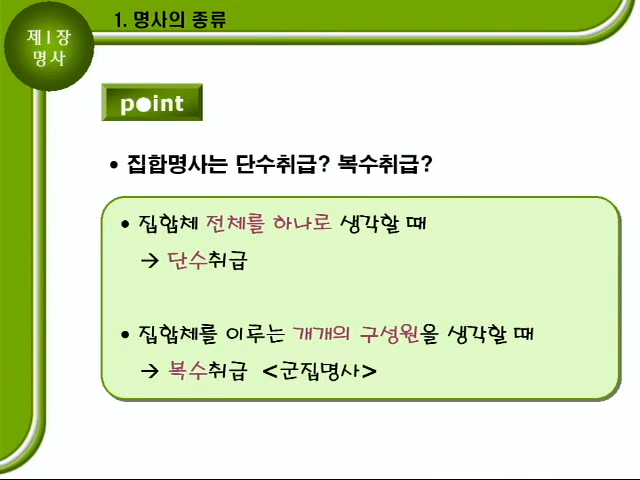 제1장
명사
1. 명사의 종류
point
• 집합명사는 단수취급? 복수취급?
• 집합체 전체를 하나로 생각할 때
→ 단수취급
• 집합체를 이루는 개개의 구성원을 생각할 때
→ 복수취급 <군집명사>